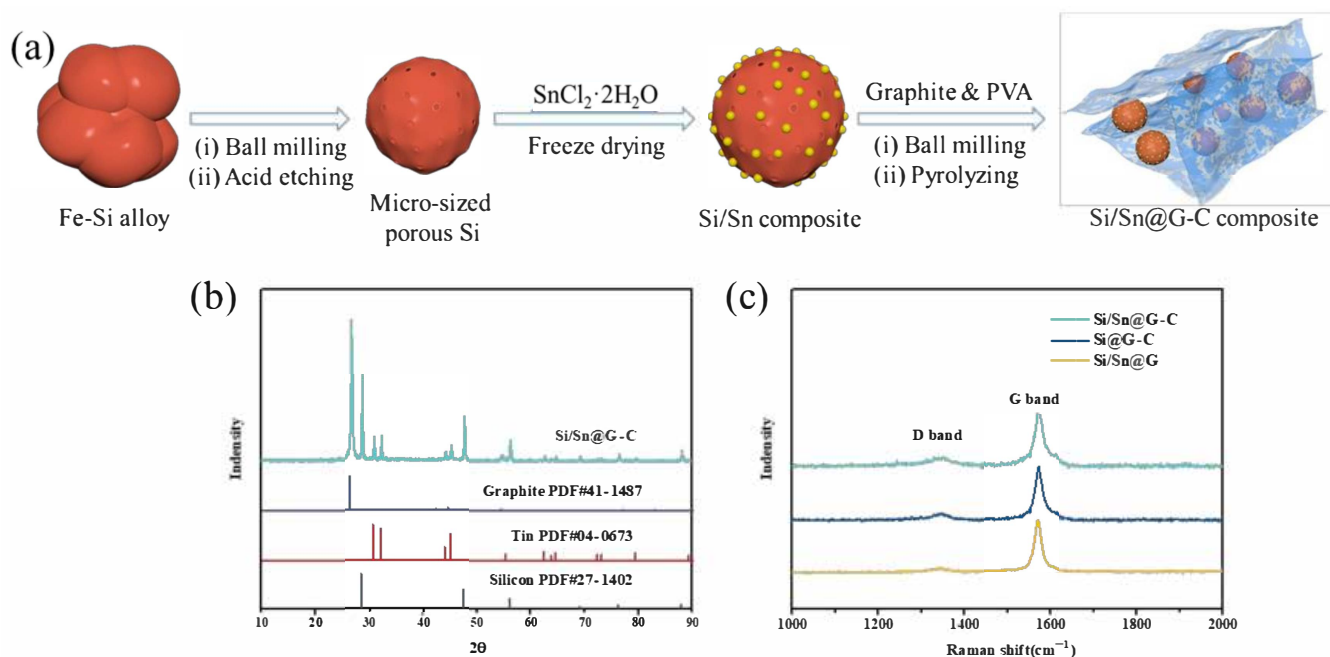 (a)
Fe-Si alloy
(i) Ball milling
(ii) Acid etching
Micro-sized
porous Si
SnCl₂·2H₂O
Freeze drying
Si/Sn composite
Graphite & PVA
(i) Ball milling
(ii) Pyrolyzing
Si/Sn@G-C composite
(b)
Indensity
Si/Sn@G-C
Graphite PDF#41-1487
Tin PDF#04-0673
Silicon PDF#27-1402
10 20 30 40 50 60 70 80 90
2θ
(c)
Indensity
Si/Sn@G-C
Si@G-C
Si/Sn@G
G band
D band
1000 1200 1400 1600 1800 2000
Raman shift(cm⁻¹)